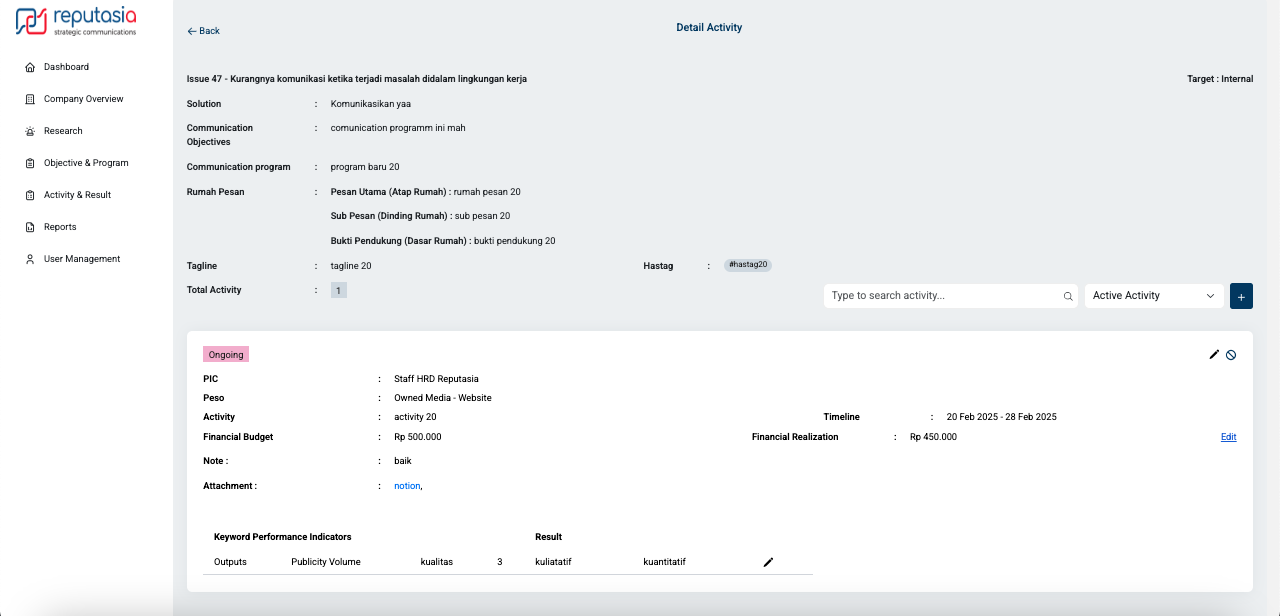 reputasia
strategic communications
Dashboard
Company Overview
Research
Objective & Program
Activity & Result
Reports
User Management
Back
Detail Activity
Issue 47 - Kurangnya komunikasi ketika terjadi masalah didalam lingkungan kerja
Target : Internal
Solution : Komunikasikan yaa
Communication Objectives : comunication programm ini mah
Communication program : program baru 20
Rumah Pesan : Pesan Utama (Atap Rumah) : rumah pesan 20
Sub Pesan (Dinding Rumah) : sub pesan 20
Bukti Pendukung (Dasar Rumah) : bukti pendukung 20
Tagline : tagline 20
Hastag : #hastag20
Total Activity : 1
Type to search activity...
Active Activity
+
Ongoing
PIC : Staff HRD Reputasia
Peso : Owned Media - Website
Activity : activity 20
Timeline : 20 Feb 2025 - 28 Feb 2025
Financial Budget : Rp 500.000
Financial Realization : Rp 450.000
Edit
Note : : baik
Attachment : : notion,
Keyword Performance Indicators Result
Outputs Publicity Volume kualitas 3 kuliatatif kuantitatif